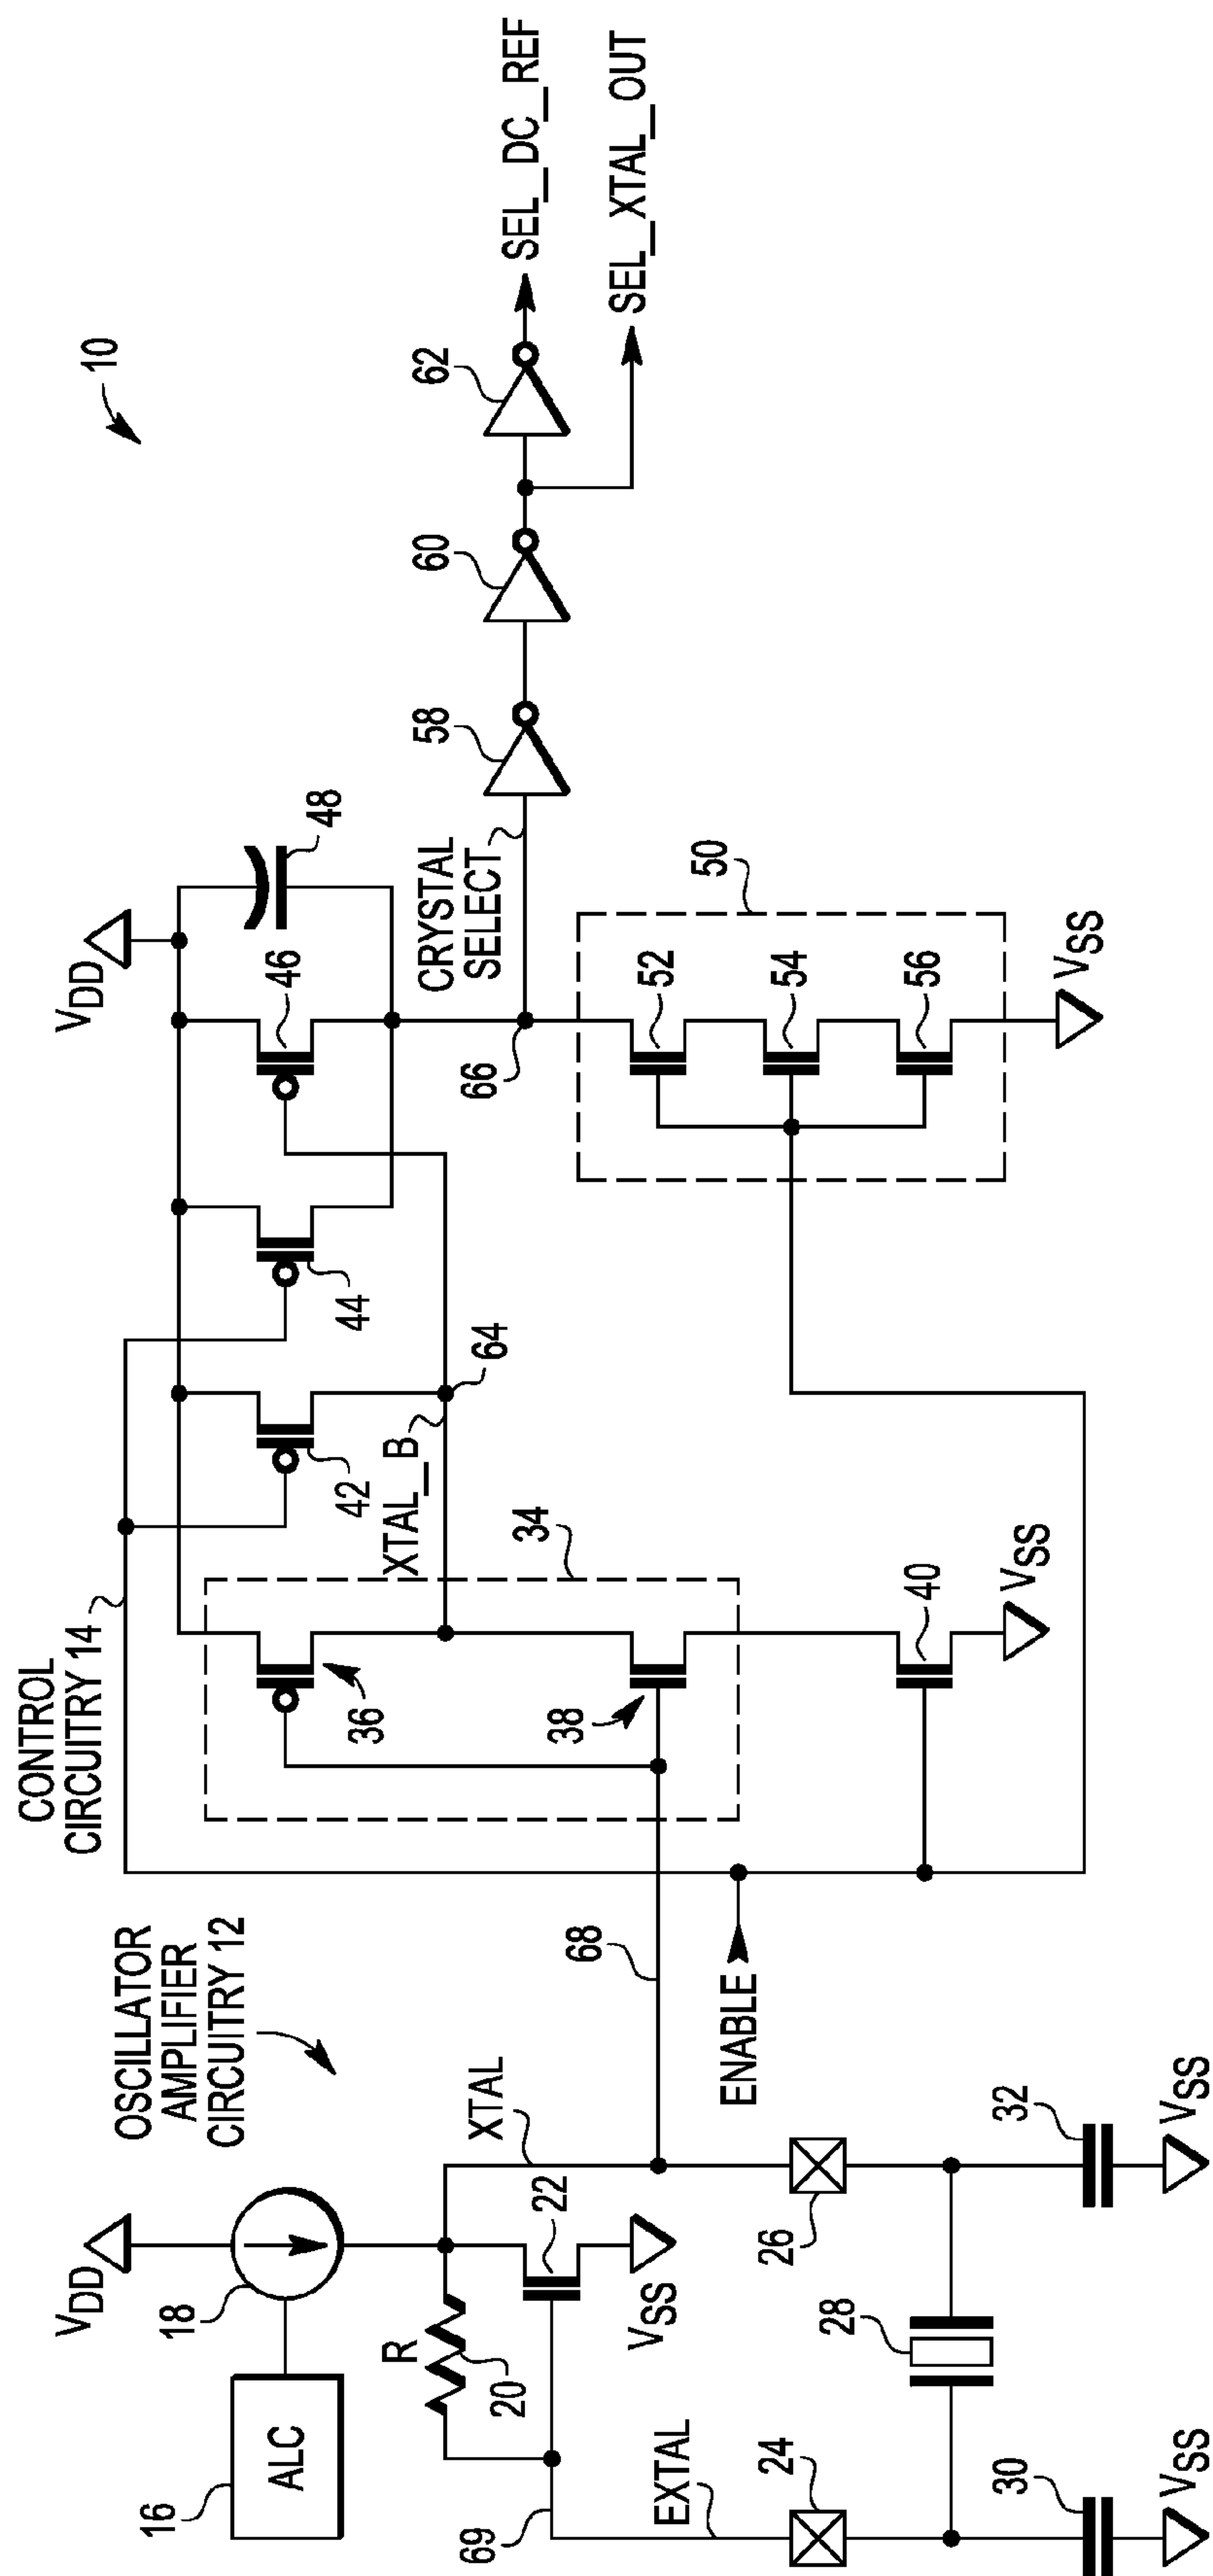 10
CONTROL
CIRCUITRY 14
OSCILLATOR
AMPLIFIER
CIRCUITRY 12
VDD
VDD
ALC
16
18
R
20
22
VSS
XTAL
EXTAL
69
68
ENABLE
24
26
28
30
32
VSS
VSS
34
36
38
40
VSS
XTAL_B
64
42
44
46
48
CRYSTAL
SELECT
66
50
52
54
56
VSS
58
60
62
SEL_DC_REF
SEL_XTAL_OUT